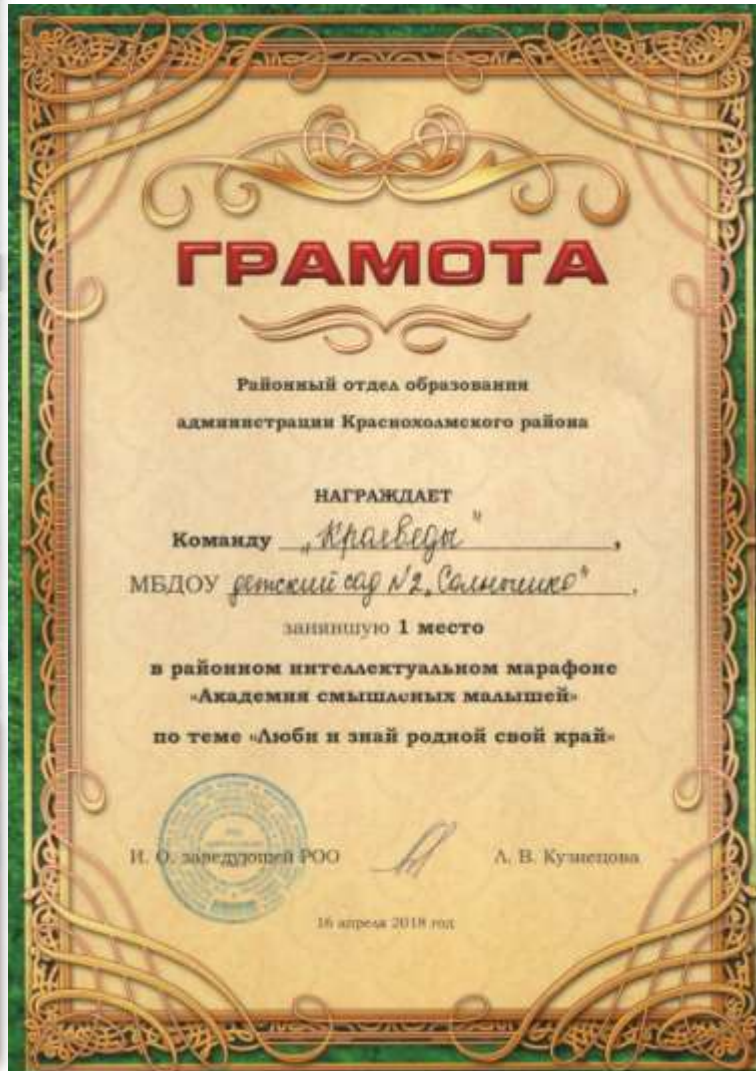 ГРАМОТА
Районный отдел образования
администрации Краснохолмского района
НАГРАЖДАЕТ
Команду „Краеведы",
МБДОУ детский сад №2 „Солнышко".
занявшую 1 место
в районном интеллектуальном марафоне
«Академия смышленых малышей»
по теме «Люби и знай родной свой край»
И. О. заведующей РОО Л. В. Кузнецова
16 апреля 2018 год